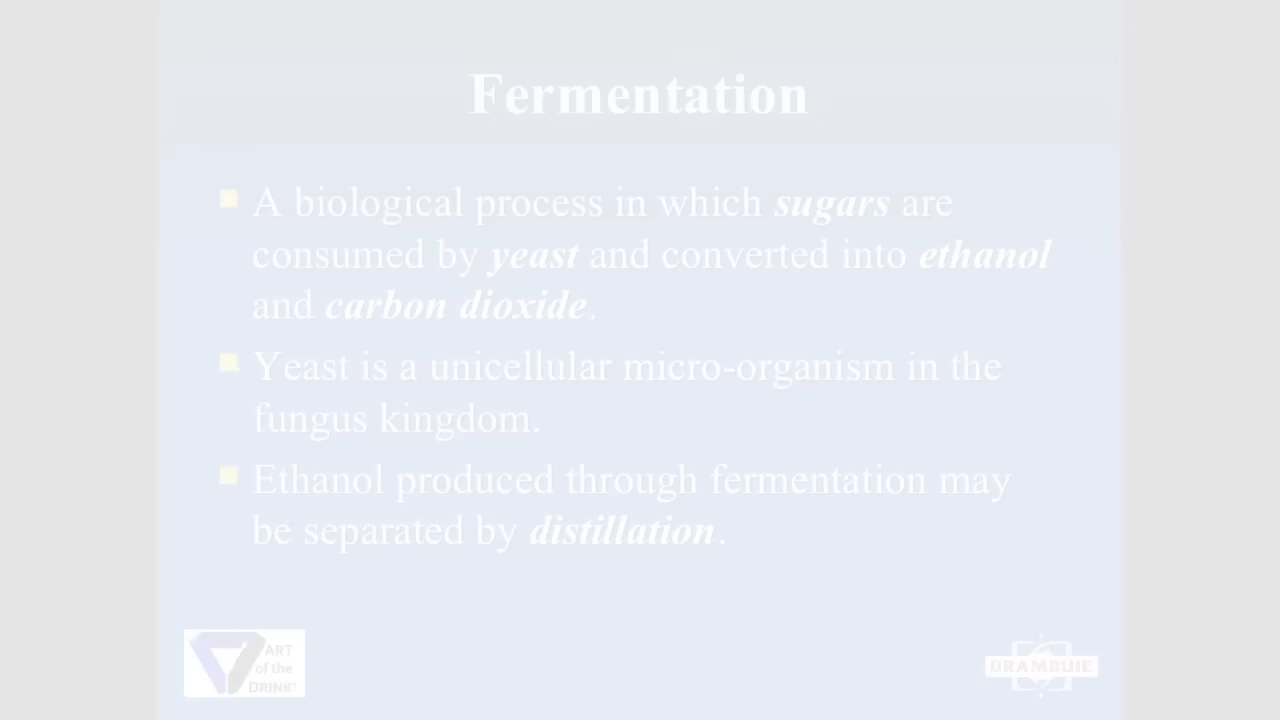 Fermentation
A biological process in which sugars are
consumed by yeast and converted into ethanol
and carbon dioxide.
Yeast is a unicellular micro-organism in the
fungus kingdom.
Ethanol produced through fermentation may
be separated by distillation.
ART
of the
DRINK
DRAMBUIE